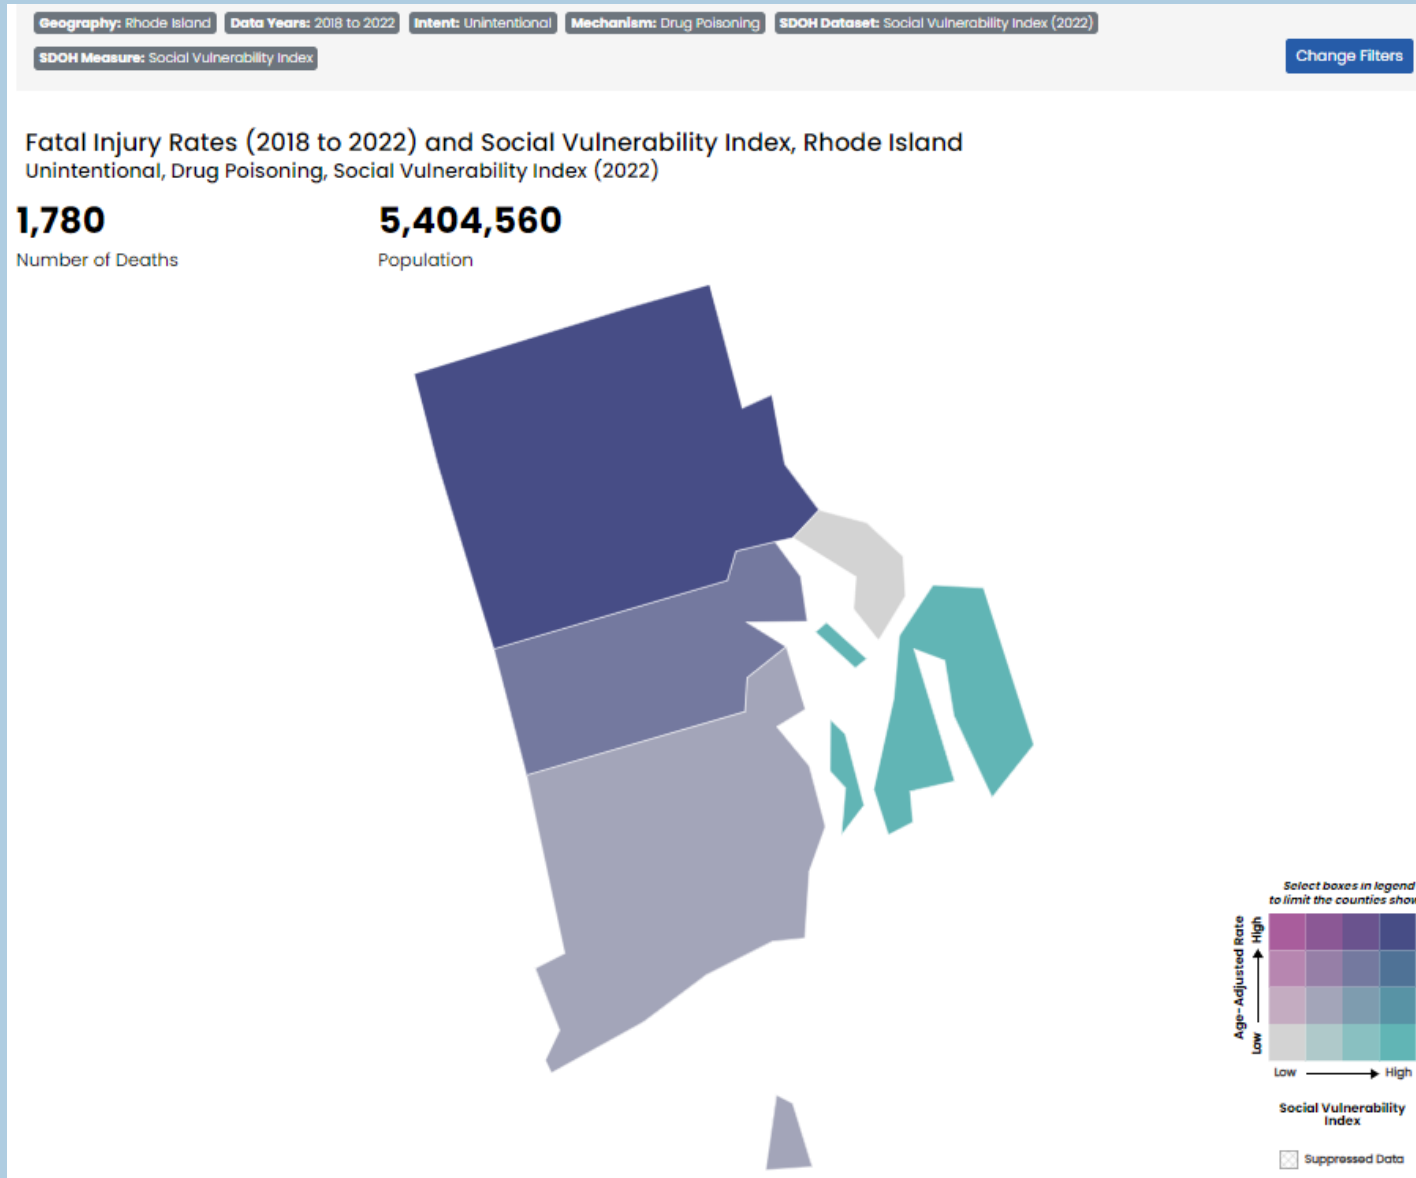 Geography: Rhode Island Data Years: 2018 to 2022 Intent: Unintentional Mechanism: Drug Poisoning SDOH Dataset: Social Vulnerability Index (2022)
SDOH Measure: Social Vulnerability Index
Change Filters
Fatal Injury Rates (2018 to 2022) and Social Vulnerability Index, Rhode Island
Unintentional, Drug Poisoning, Social Vulnerability Index (2022)
1,780
Number of Deaths
5,404,560
Population
Select boxes in legend
to limit the counties show
Age-Adjusted Rate
High
Low
Low
High
Social Vulnerability
Index
Suppressed Data